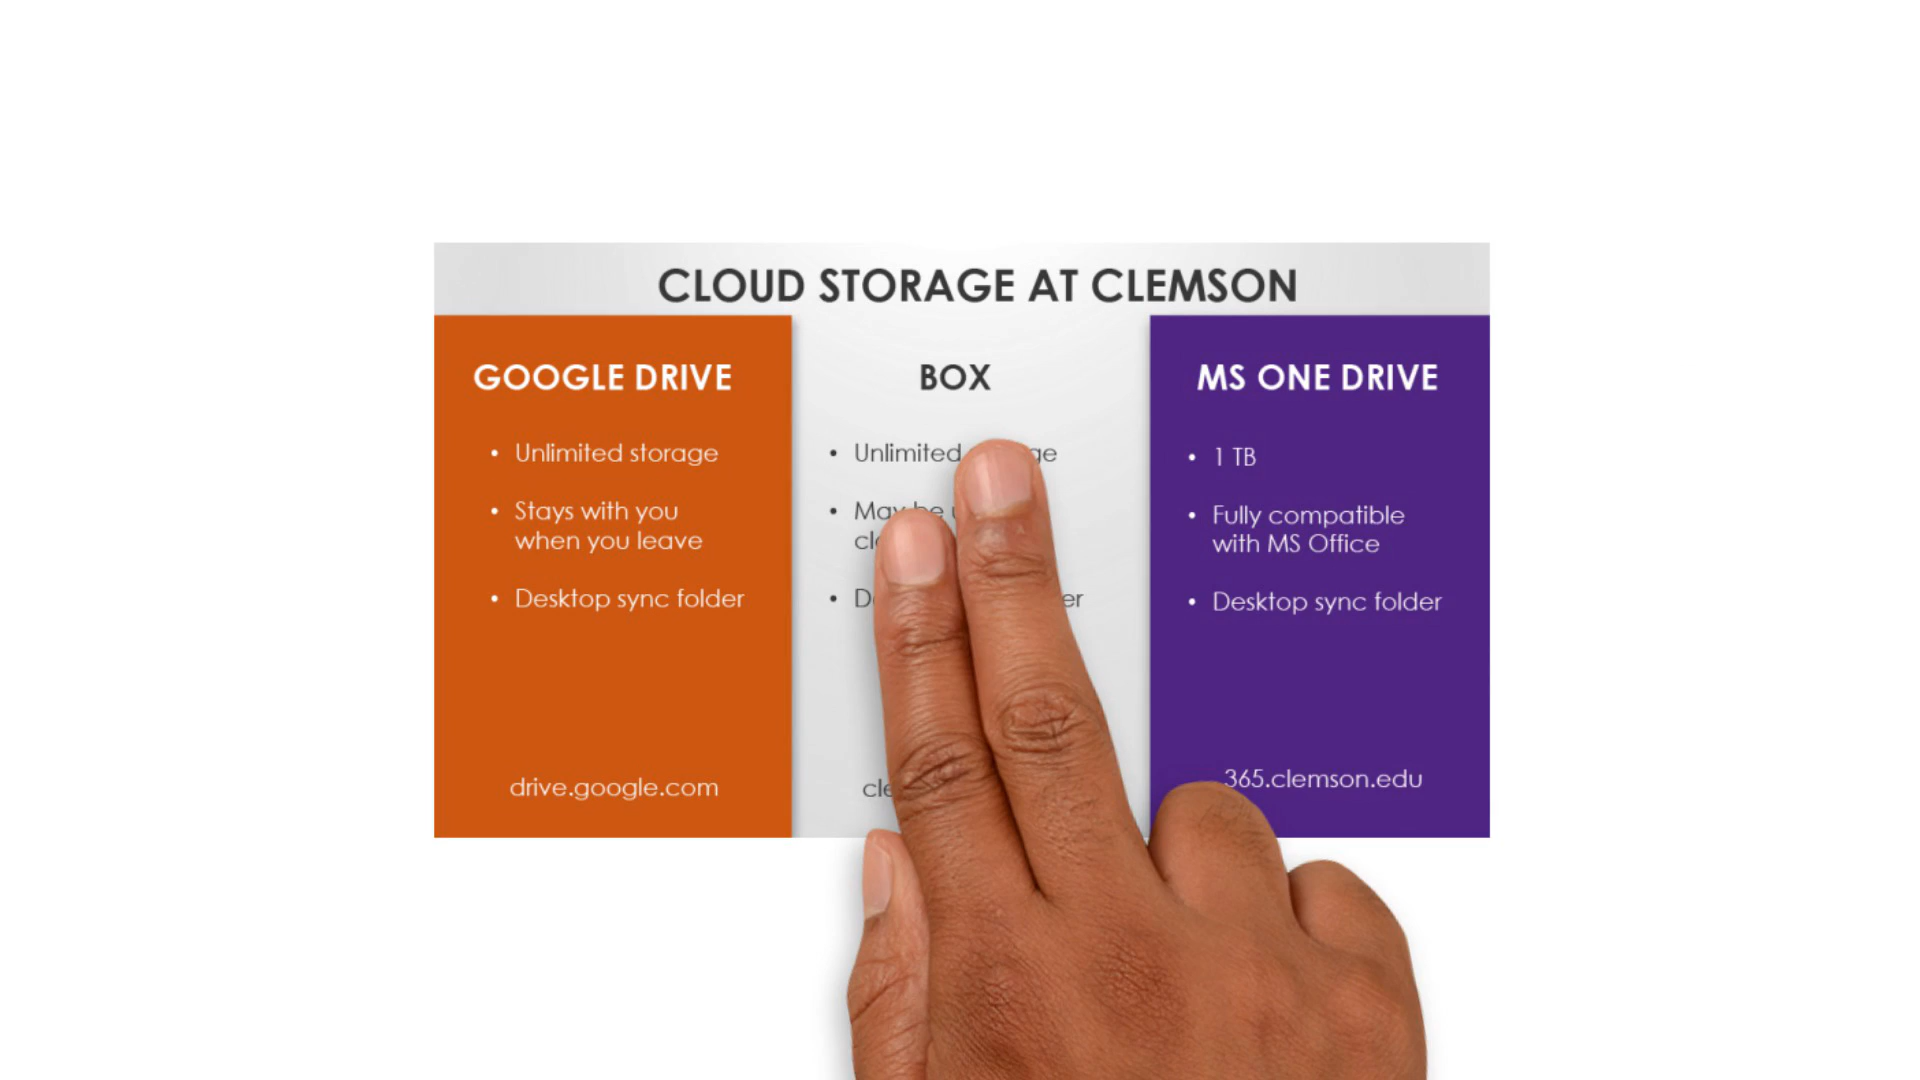 CLOUD STORAGE AT CLEMSON
GOOGLE DRIVE
• Unlimited storage
• Stays with you
when you leave
• Desktop sync folder
drive.google.com
BOX
• Unlimited
• May be
MS ONE DRIVE
• 1 TB
• Fully compatible
with MS Office
• Desktop sync folder
365.clemson.edu